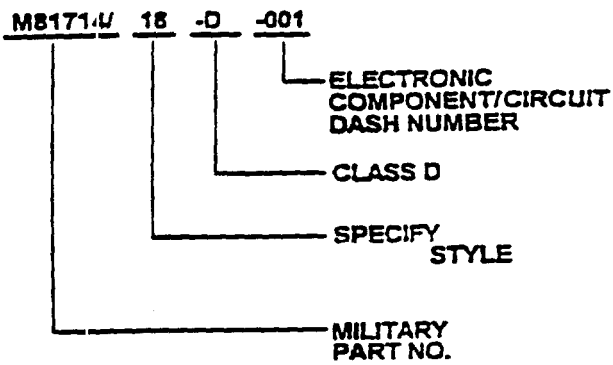 M81714/ 18 -D -001
ELECTRONIC
COMPONENT/CIRCUIT
DASH NUMBER
CLASS D
SPECIFY
STYLE
MILITARY
PART NO.